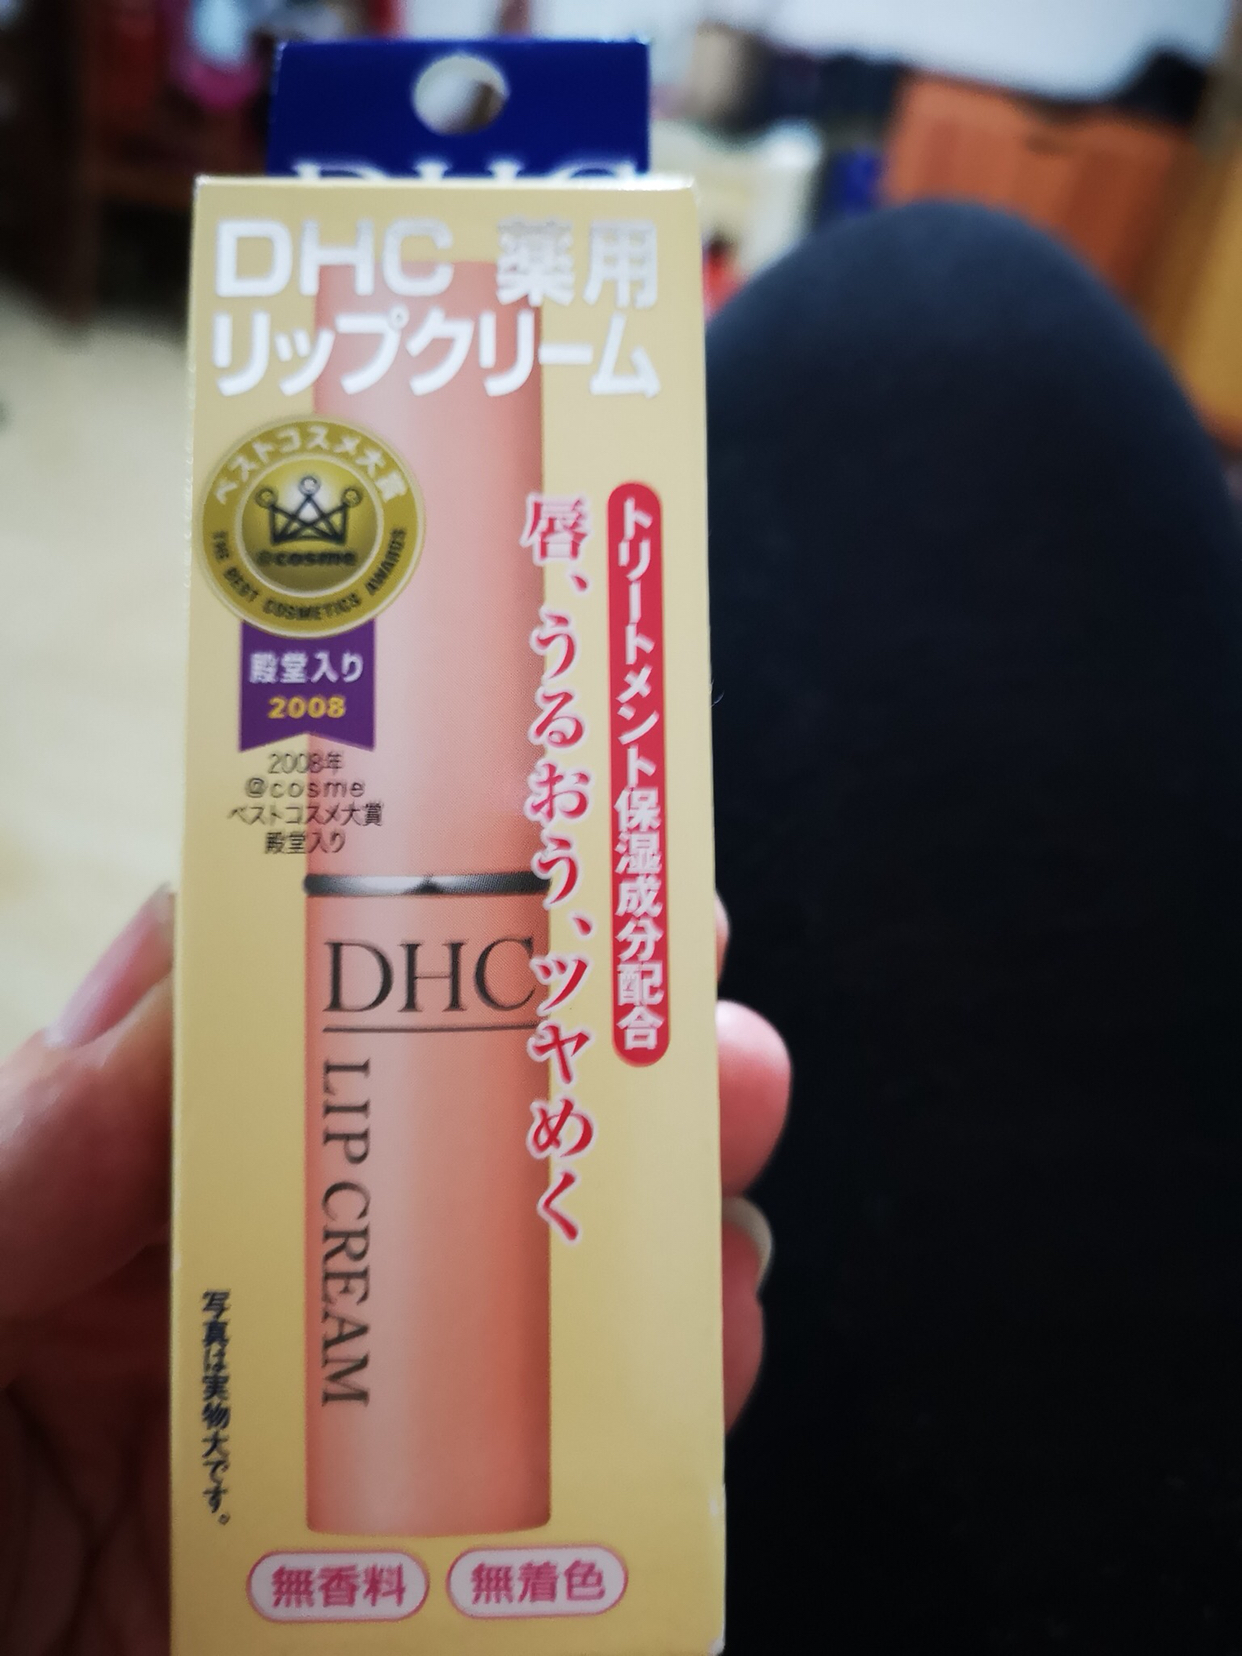 DHC
DHC 薬用
リップクリーム
ベストコスメ大賞
@cosme
THE BEST COSMETICS AWARDS
殿堂入り
2008
2008年
@cosme
ベストコスメ大賞
殿堂入り
トリートメント保湿成分配合
唇、うるおう、ツヤめく
DHC
LIP CREAM
写真は実物大です。
無香料
無着色